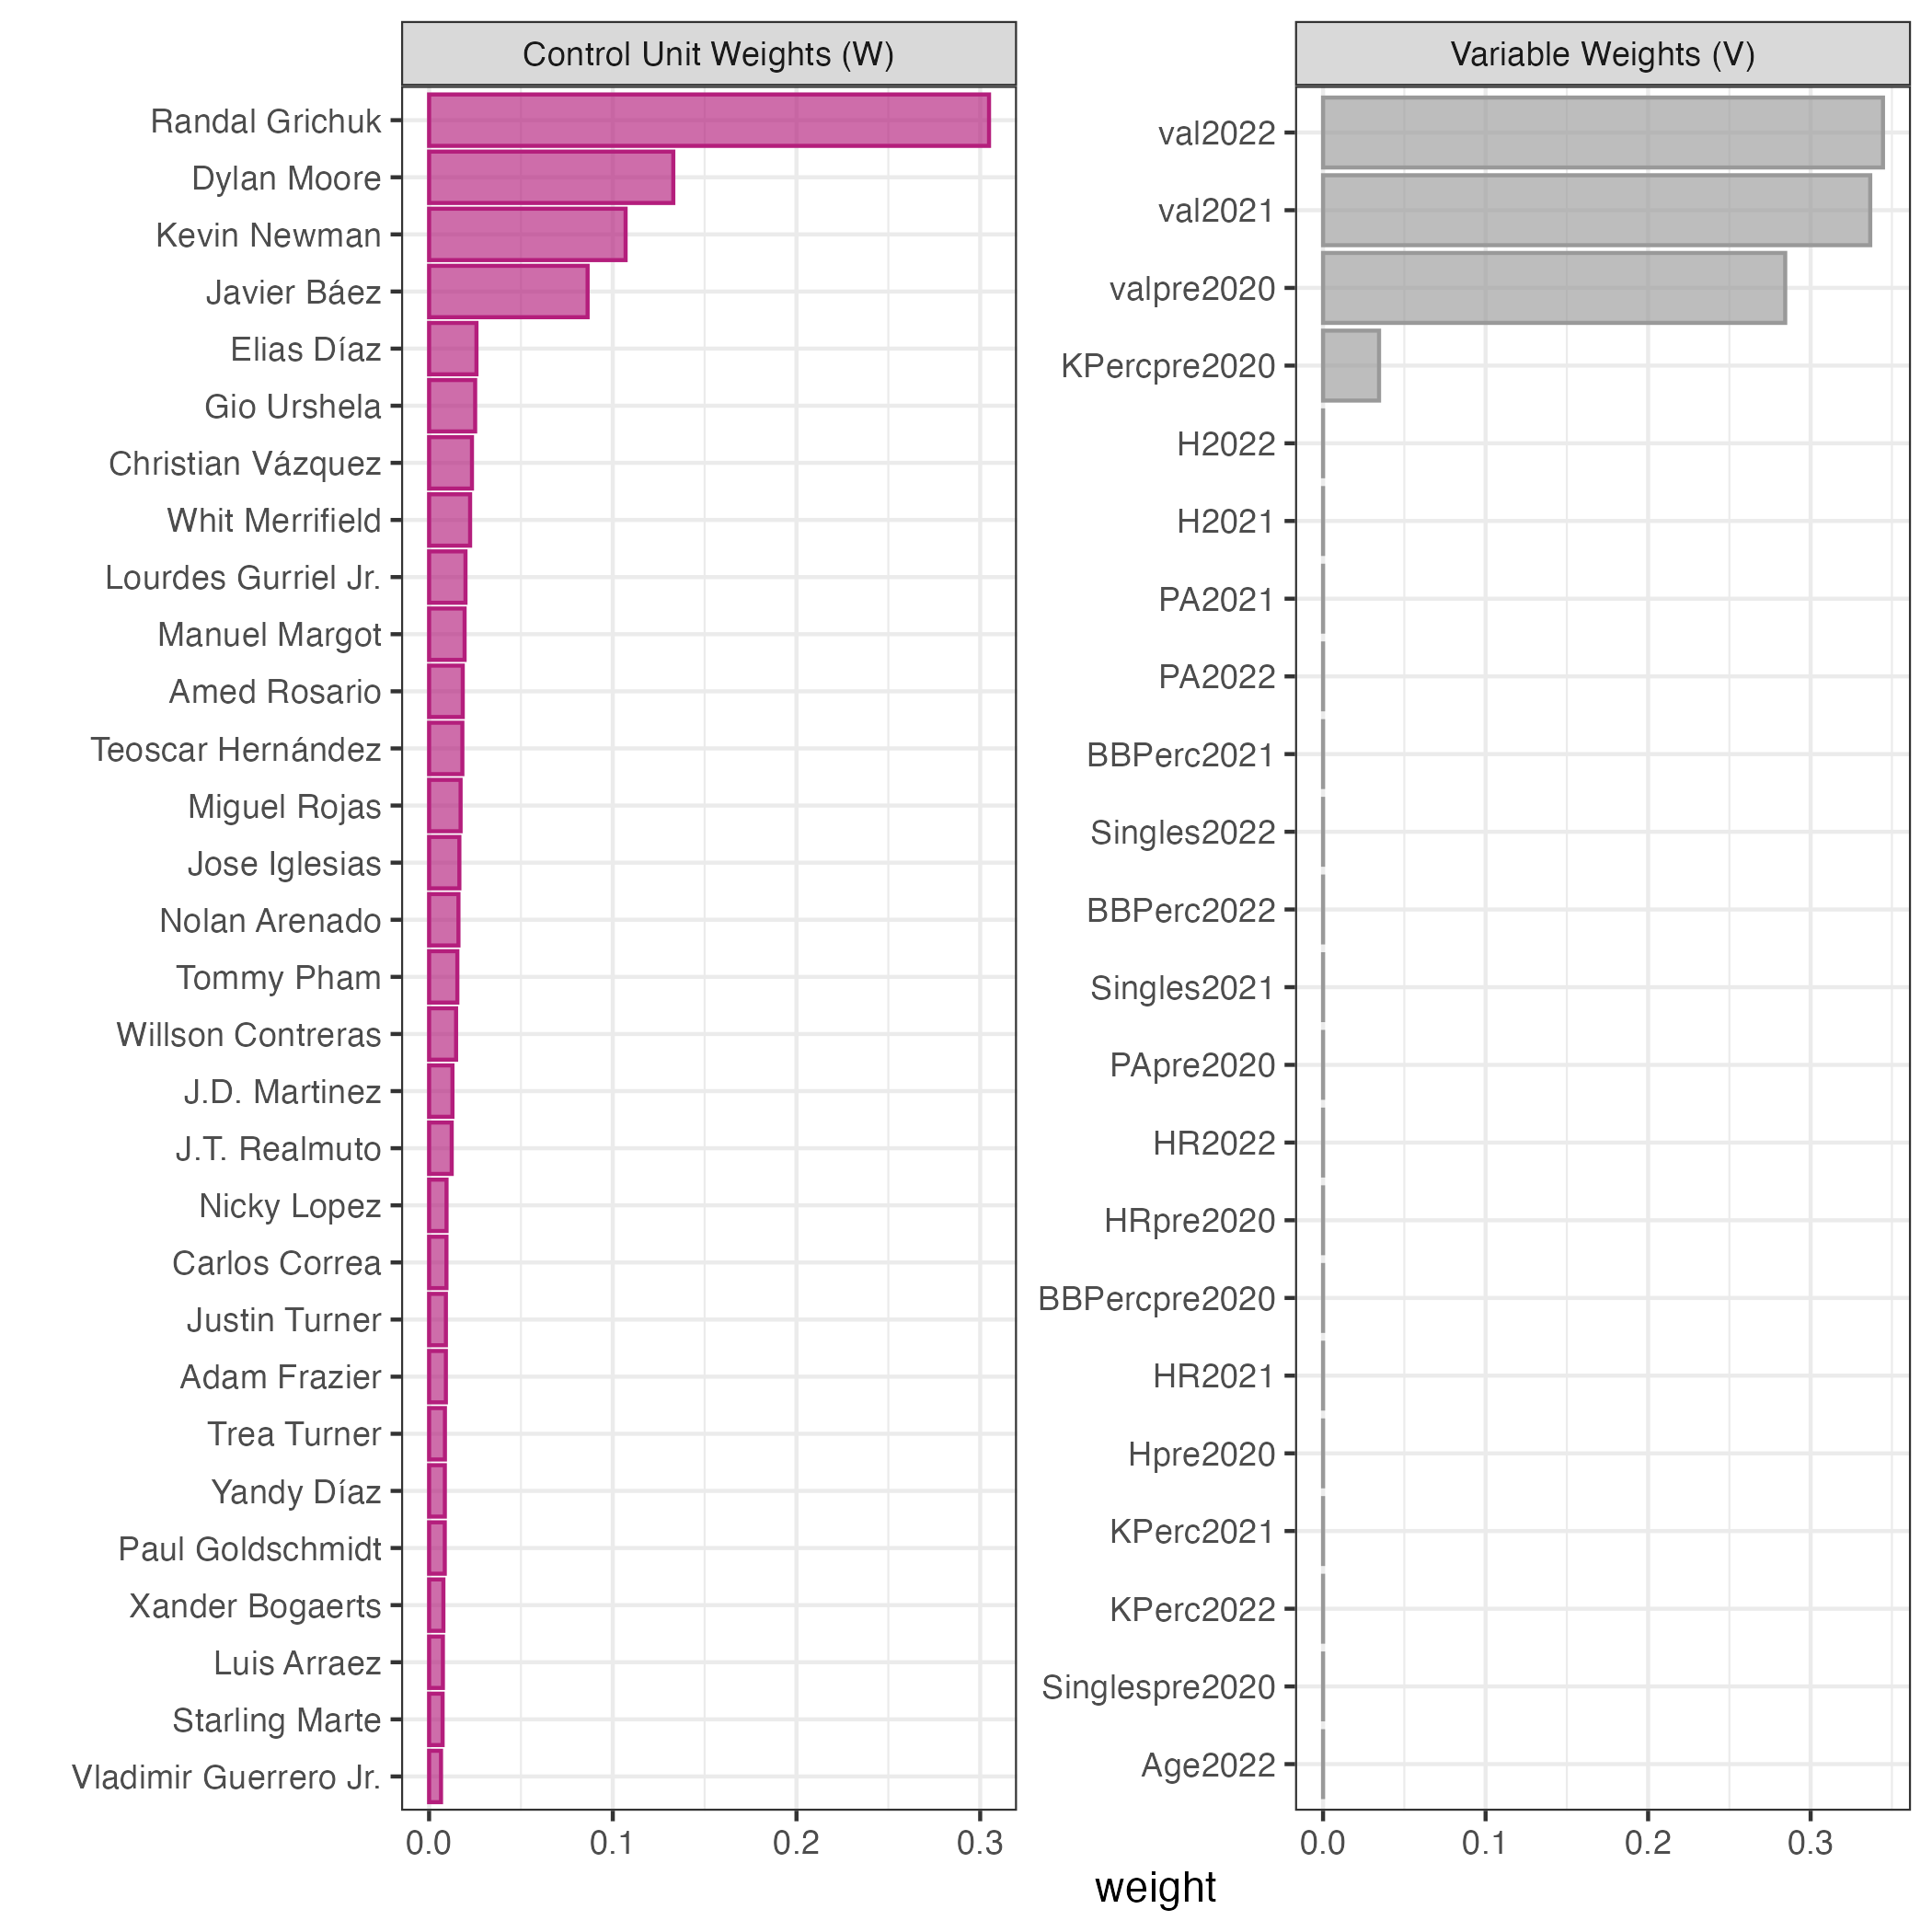 Control Unit Weights (W)
Randal Grichuk
Dylan Moore
Kevin Newman
Javier Báez
Elias Díaz
Gio Urshela
Christian Vázquez
Whit Merrifield
Lourdes Gurriel Jr.
Manuel Margot
Amed Rosario
Teoscar Hernández
Miguel Rojas
Jose Iglesias
Nolan Arenado
Tommy Pham
Willson Contreras
J.D. Martinez
J.T. Realmuto
Nicky Lopez
Carlos Correa
Justin Turner
Adam Frazier
Trea Turner
Yandy Díaz
Paul Goldschmidt
Xander Bogaerts
Luis Arraez
Starling Marte
Vladimir Guerrero Jr.
0.0 0.1 0.2 0.3
Variable Weights (V)
val2022
val2021
valpre2020
KPercpre2020
H2022
H2021
PA2021
PA2022
BBPerc2021
Singles2022
BBPerc2022
Singles2021
PApre2020
HR2022
HRpre2020
BBPercpre2020
HR2021
Hpre2020
KPerc2021
KPerc2022
Singlespre2020
Age2022
0.0 0.1 0.2 0.3
weight